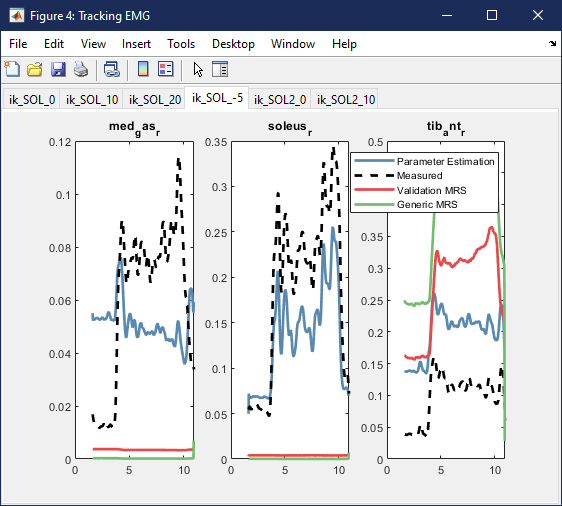 Figure 4: Tracking EMG
File Edit View Insert Tools Desktop Window Help
ik_SOL_0 ik_SOL_10 ik_SOL_20 ik_SOL_-5 ik_SOL2_0 ik_SOL2_10
med_gas_r
0.12
0.1
0.08
0.06
0.04
0.02
0
0 5 10
soleus_r
0.35
0.3
0.25
0.2
0.15
0.1
0.05
0
0 5 10
tib_ant_r
0.5
Parameter Estimation
Measured
Validation MRS
Generic MRS
0.35
0.3
0.25
0.2
0.15
0.1
0.05
0
0 5 10